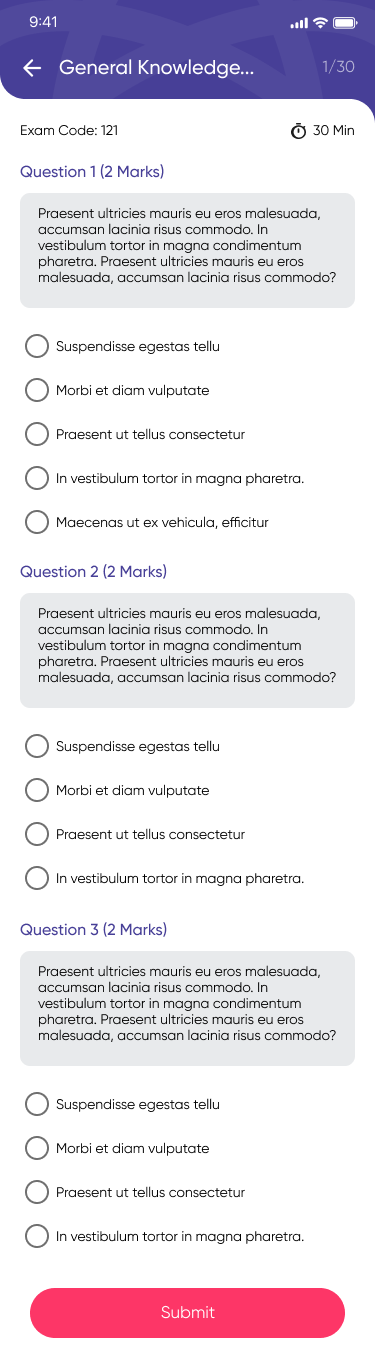 9:41
General Knowledge...
1/30
Exam Code: 121
30 Min
Question 1 (2 Marks)
Praesent ultricies mauris eu eros malesuada,
accumsan lacinia risus commodo. In
vestibulum tortor in magna condimentum
pharetra. Praesent ultricies mauris eu eros
malesuada, accumsan lacinia risus commodo?
Suspendisse egestas tellu
Morbi et diam vulputate
Praesent ut tellus consectetur
In vestibulum tortor in magna pharetra.
Maecenas ut ex vehicula, efficitur
Question 2 (2 Marks)
Praesent ultricies mauris eu eros malesuada,
accumsan lacinia risus commodo. In
vestibulum tortor in magna condimentum
pharetra. Praesent ultricies mauris eu eros
malesuada, accumsan lacinia risus commodo?
Suspendisse egestas tellu
Morbi et diam vulputate
Praesent ut tellus consectetur
In vestibulum tortor in magna pharetra.
Question 3 (2 Marks)
Praesent ultricies mauris eu eros malesuada,
accumsan lacinia risus commodo. In
vestibulum tortor in magna condimentum
pharetra. Praesent ultricies mauris eu eros
malesuada, accumsan lacinia risus commodo?
Suspendisse egestas tellu
Morbi et diam vulputate
Praesent ut tellus consectetur
In vestibulum tortor in magna pharetra.
Submit